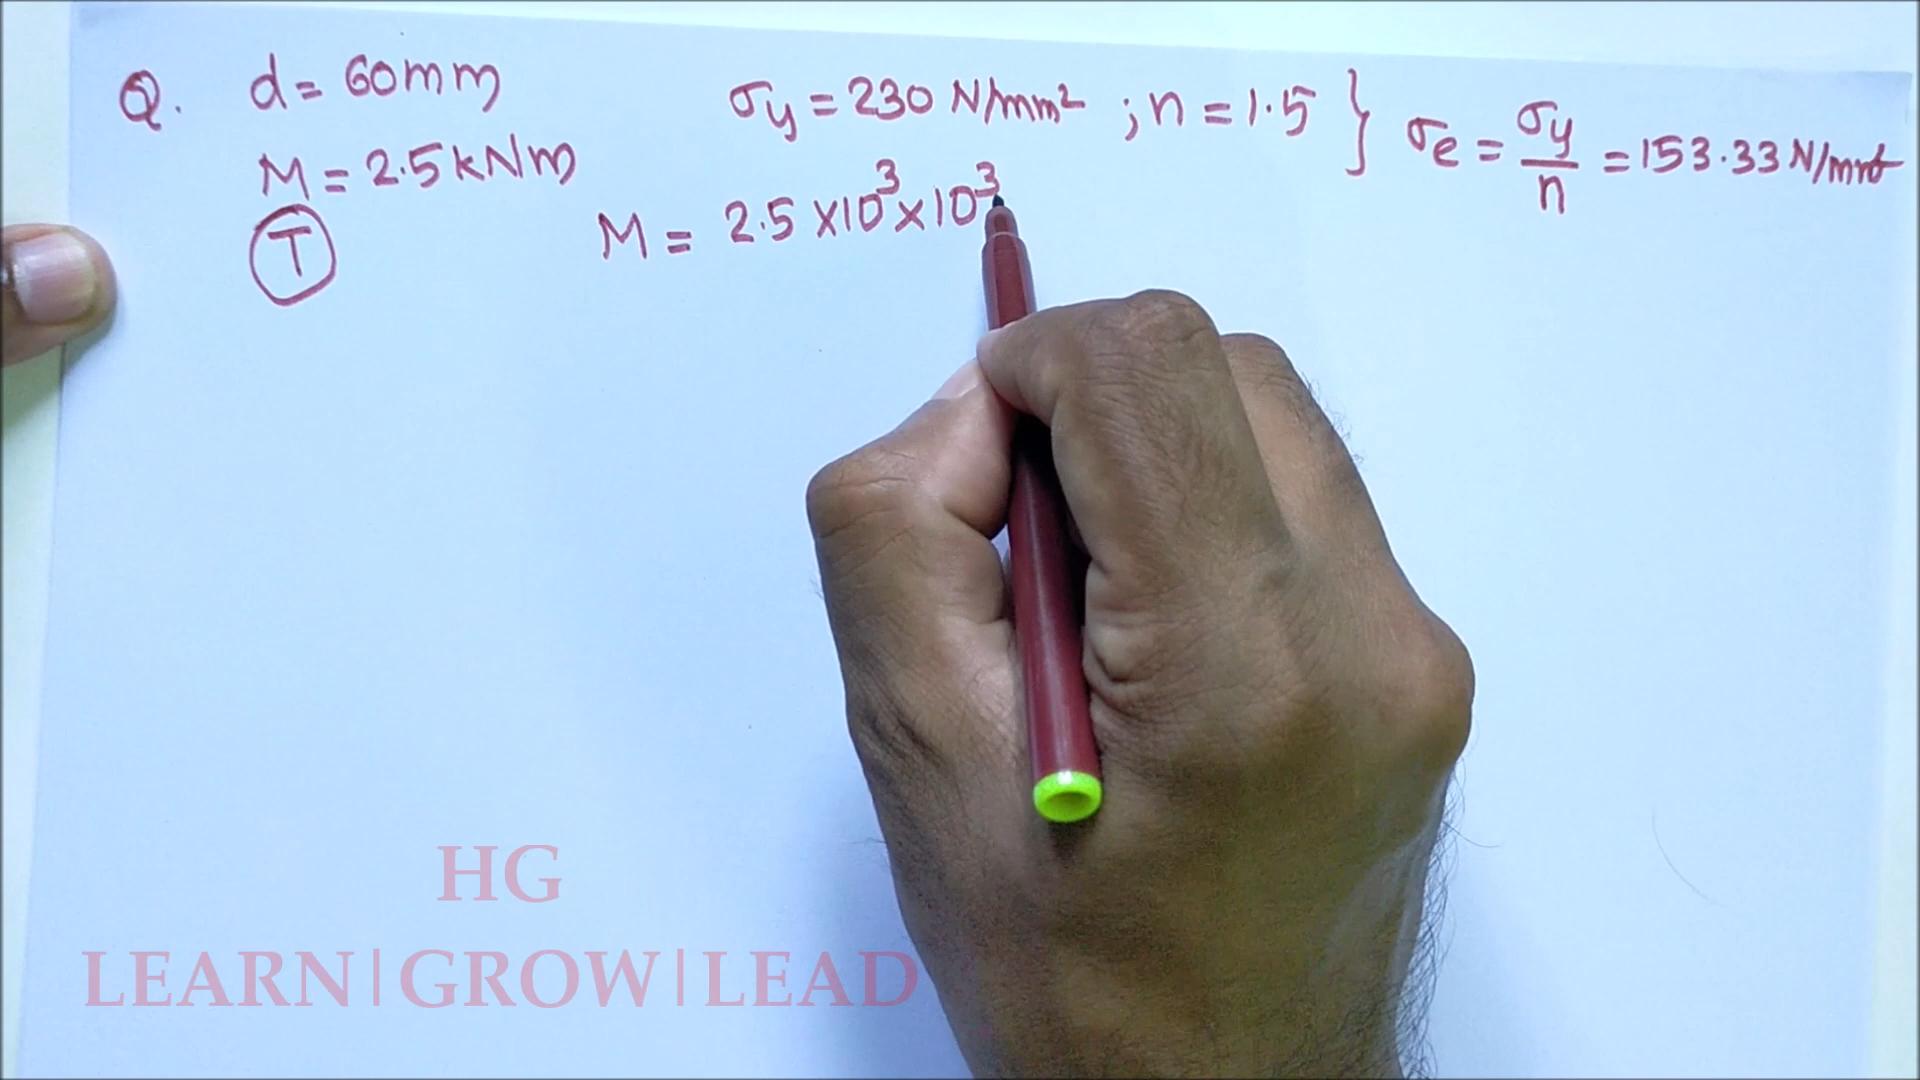 Q. d = 60mm
σy = 230 N/mm² ; n = 1.5 } σe = σy/n = 153.33 N/mm²
M = 2.5 kNm
M = 2.5 ×10³×10³
T
HG
LEARN|GROW|LEAD